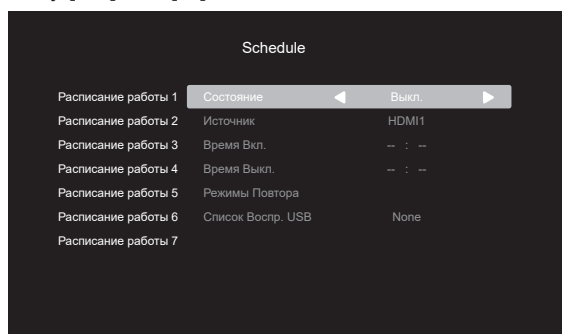 Schedule
Расписание работы 1 Состояние Выкл.
Расписание работы 2 Источник HDMI1
Расписание работы 3 Время Вкл. -- : --
Расписание работы 4 Время Выкл. -- : --
Расписание работы 5 Режимы Повтора
Расписание работы 6 Список Воспр. USB None
Расписание работы 7